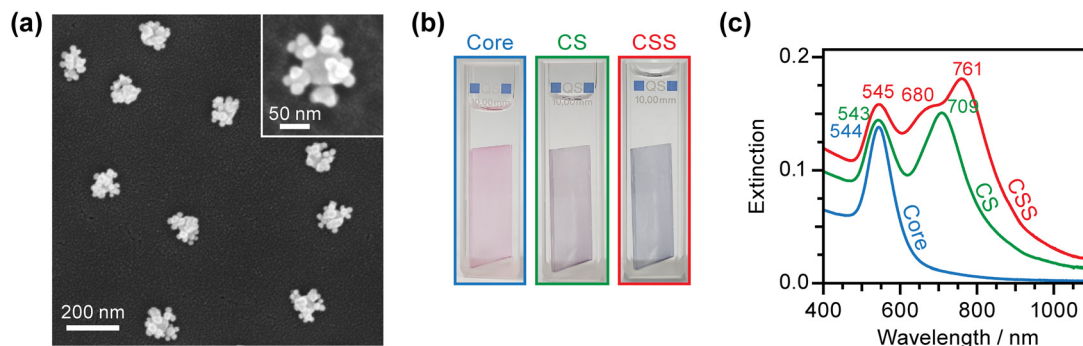 (a)
50 nm
200 nm
(b)
Core
CS
CSS
QS
10,00mm
QS
10,00mm
QS
10,00mm
(c)
0.2
0.1
0.0
Extinction
544
543
545
680
761
709
Core
CS
CSS
400
600
800
1000
Wavelength / nm